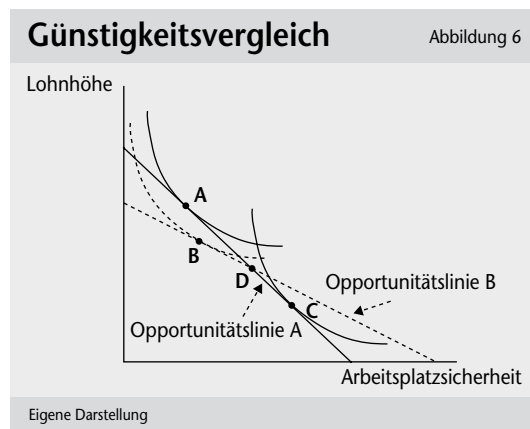 Günstigkeitsvergleich
Abbildung 6
Lohnhöhe
A
B
D
Opportunitätslinie B
C
Opportunitätslinie A
Arbeitsplatzsicherheit
Eigene Darstellung